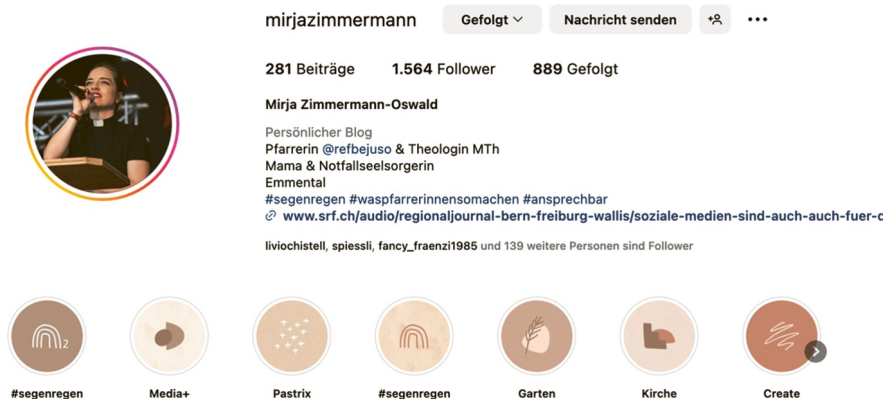 mirjazimmermann Gefolgt Nachricht senden
281 Beiträge 1.564 Follower 889 Gefolgt
Mirja Zimmermann-Oswald
Persönlicher Blog
Pfarrerin @refbejuso & Theologin MTh
Mama & Notfallseelsorgerin
Emmental
#segenregen #waspfarrerinnensomachen #ansprechbar
www.srf.ch/audio/regionaljournal-bern-freiburg-wallis/soziale-medien-sind-auch-auch-fuer-d
liviochistell, spiessli, fancy_fraenzi1985 und 139 weitere Personen sind Follower
2
#segenregen Media+ Pastrix #segenregen Garten Kirche Create